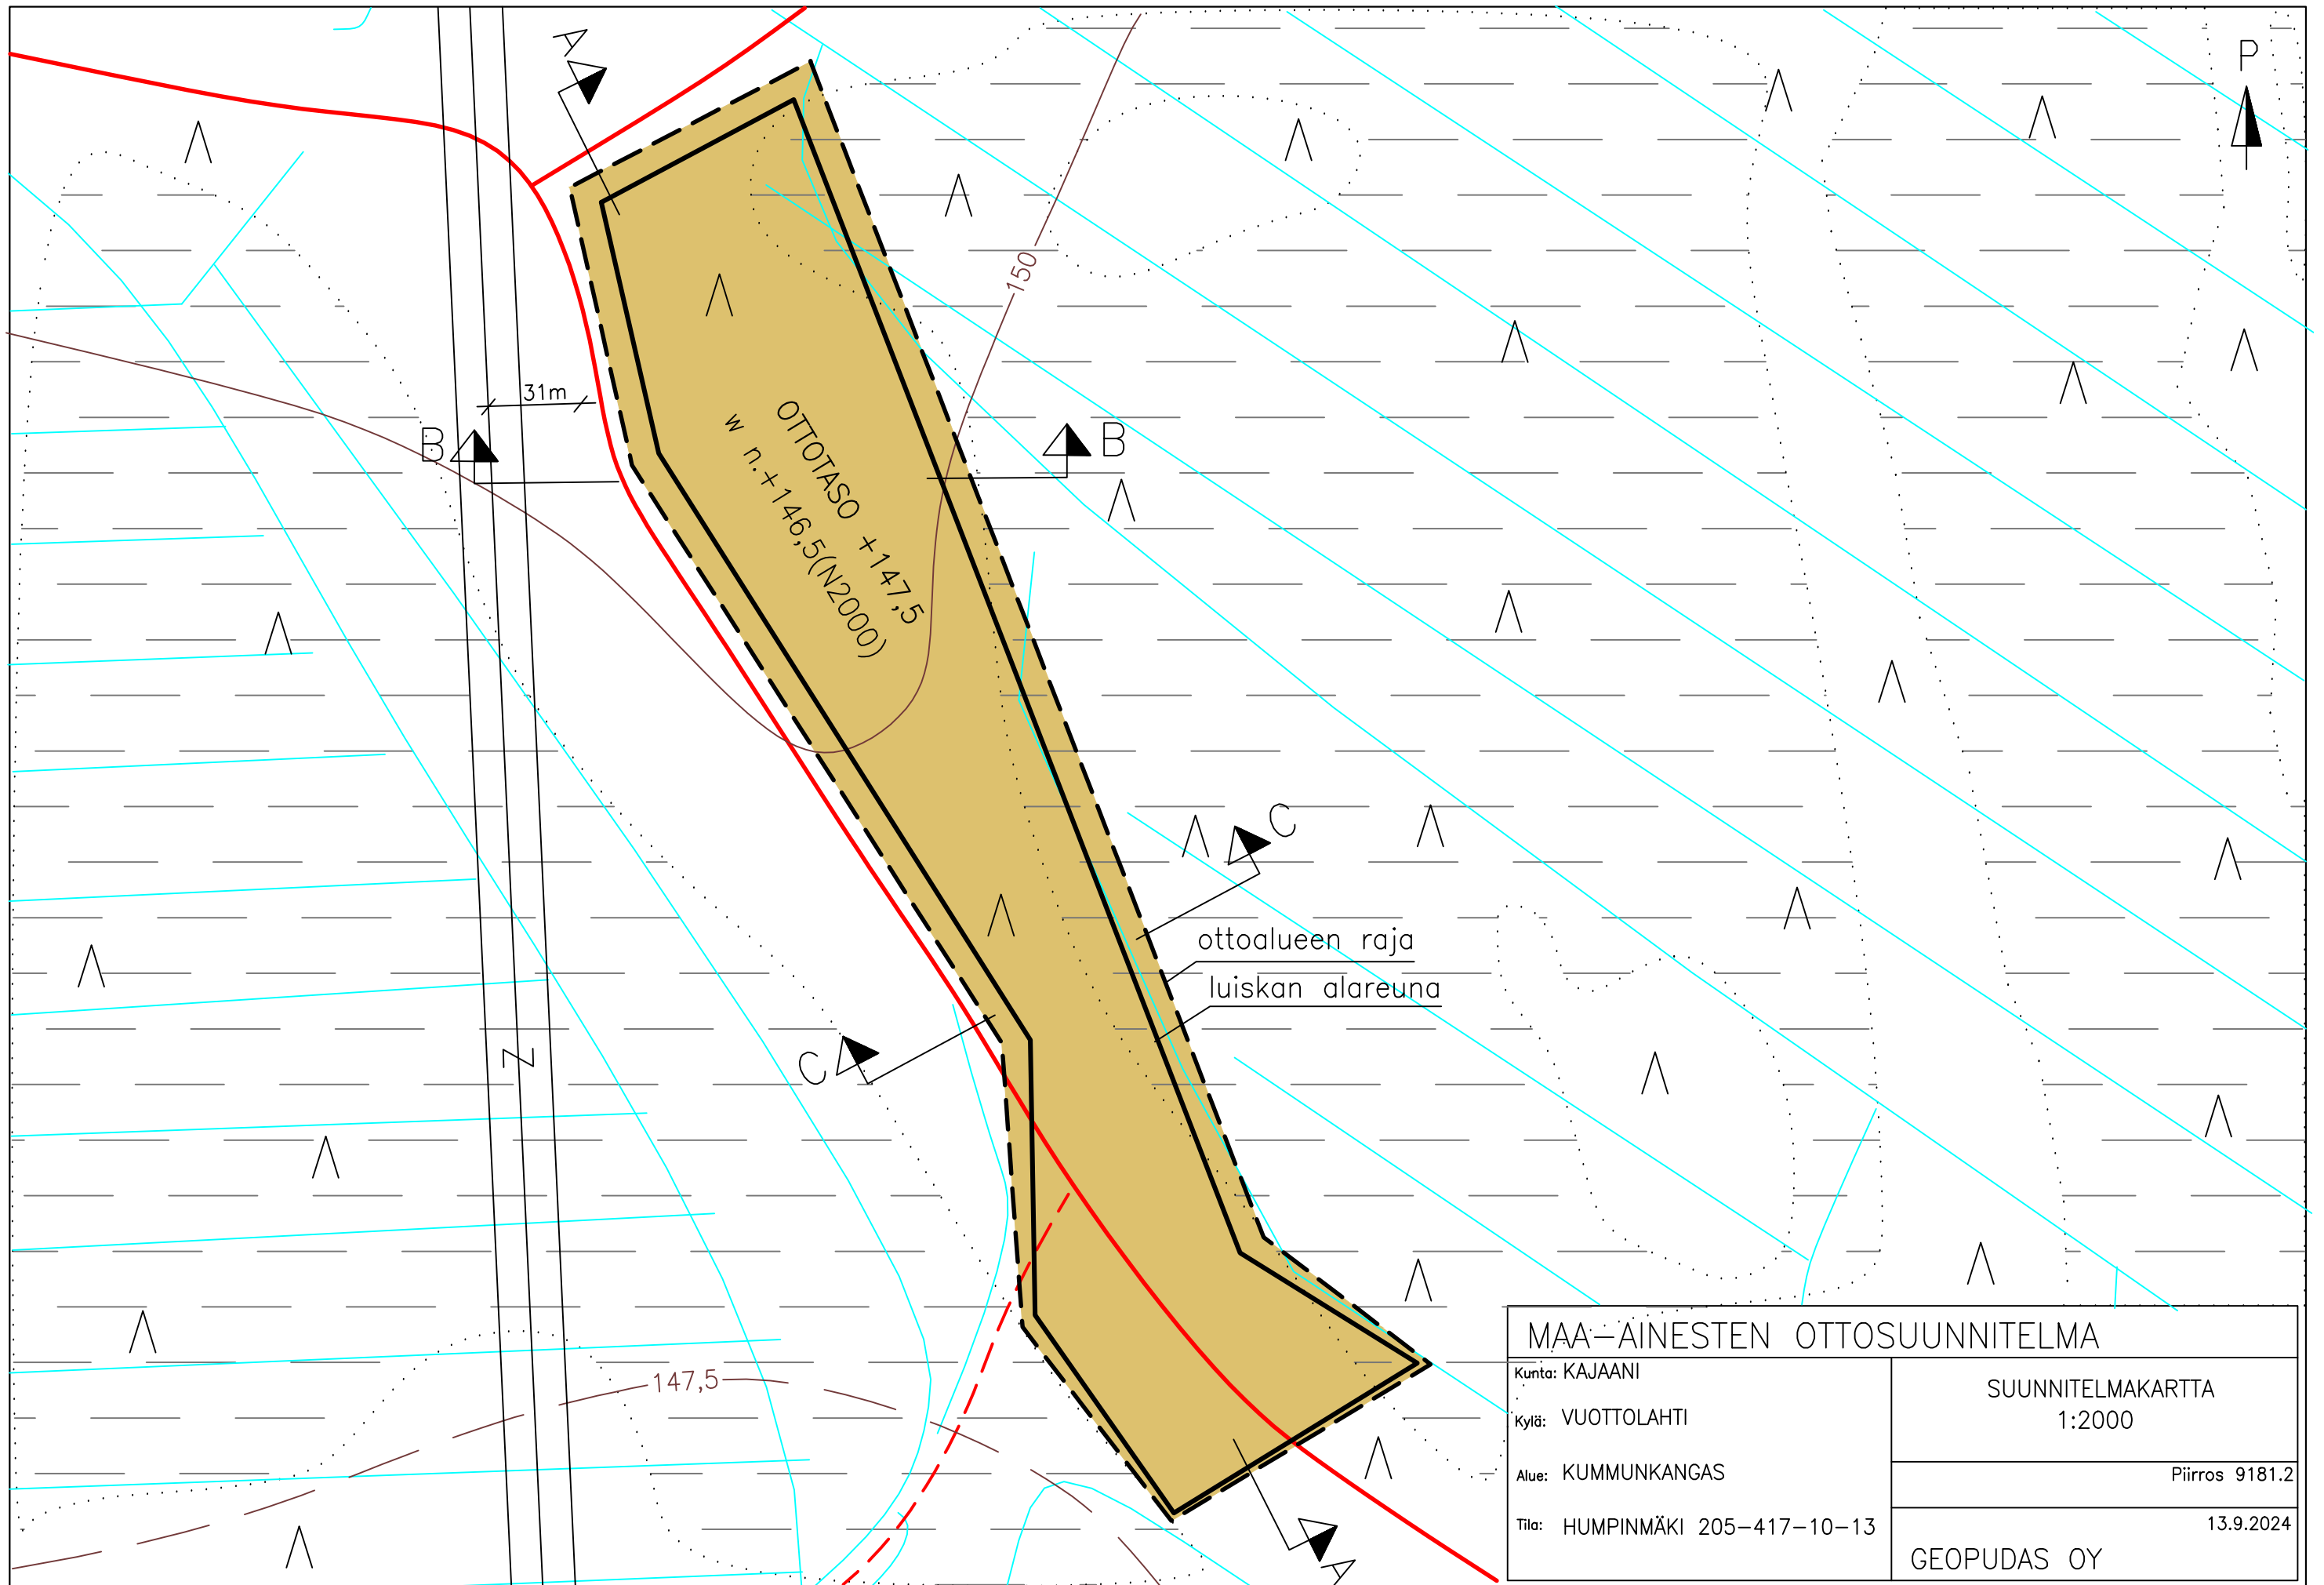 A
P
150
31m
B
B
OTTOTASO +147,5
w n.+146,5(N2000)
C
ottoalueen raja
luiskan alareuna
C
Z
147,5
A
MAA-AINESTEN OTTOSUUNNITELMA
Kunta: KAJAANI
Kylä: VUOTTOLAHTI
Alue: KUMMUNKANGAS
Tila: HUMPINMÄKI 205-417-10-13
SUUNNITELMAKARTTA
1:2000
Piirros 9181.2
13.9.2024
GEOPUDAS OY